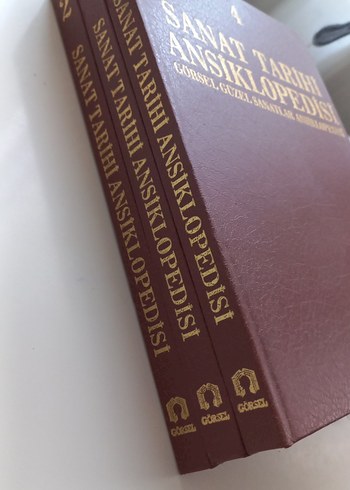 4
SANAT TARİHİ
ANSİKLOPEDİSİ
GÖRSEL GÜZEL SANATLAR ANSİKLOPEDİSİ
SANAT TARİHİ ANSİKLOPEDİSİ
GÖRSEL
SANAT TARİHİ ANSİKLOPEDİSİ
GÖRSEL
SANAT TARİHİ ANSİKLOPEDİSİ
GÖRSEL